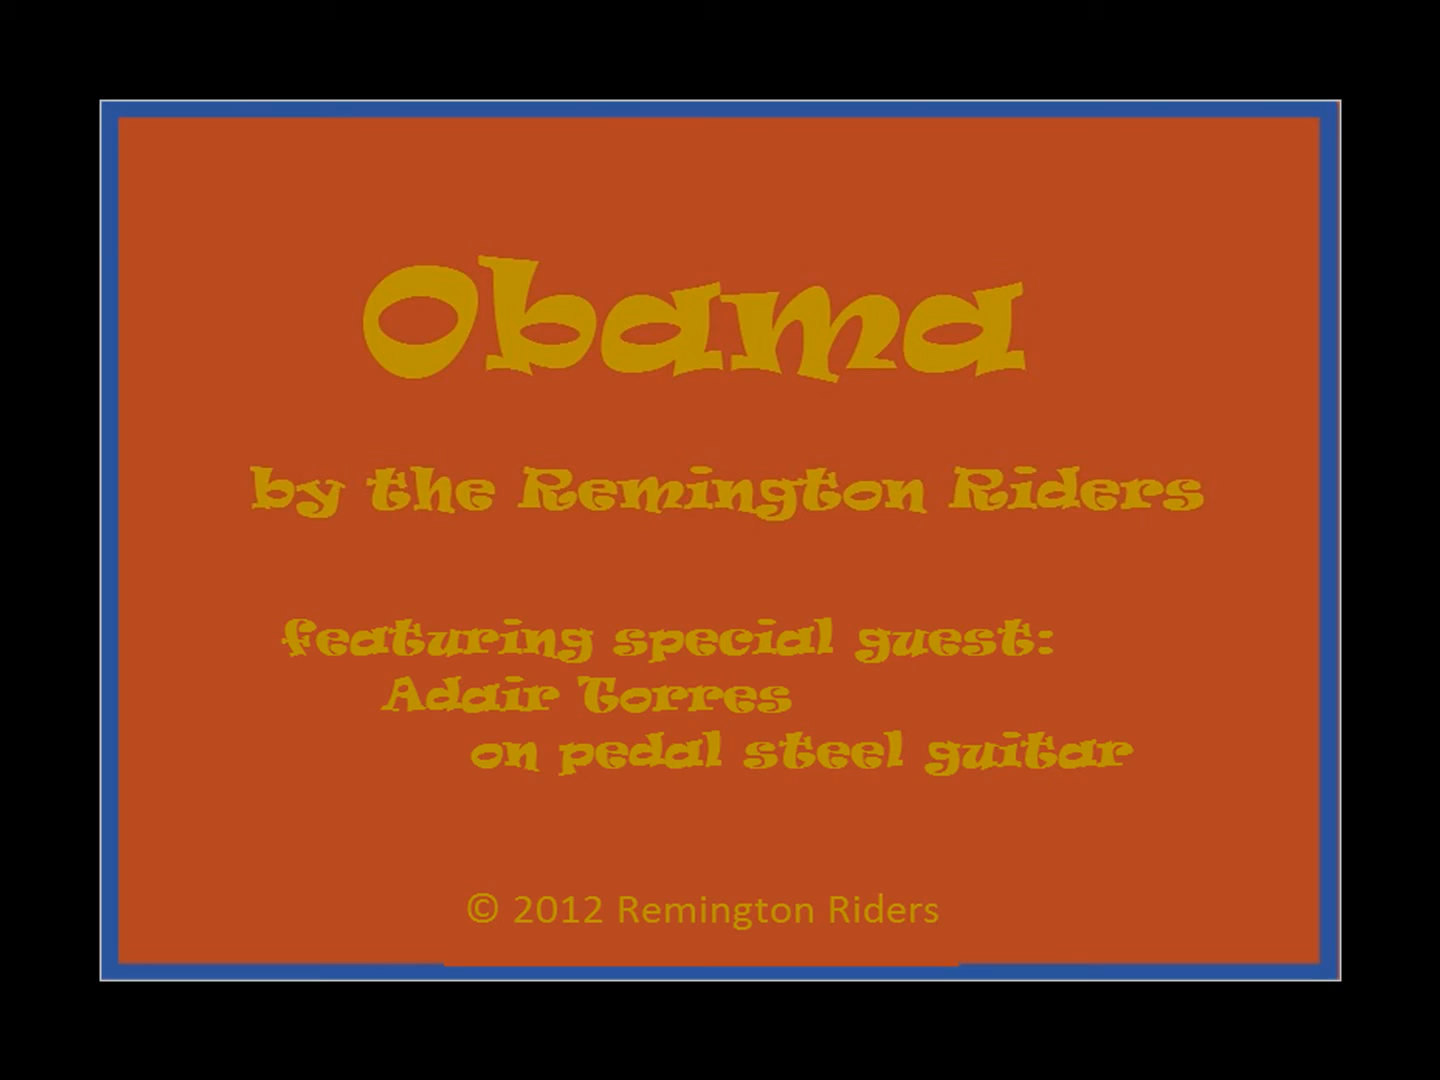 Obama
by the Remington Riders
featuring special guest:
Adair Torres
on pedal steel guitar
© 2012 Remington Riders